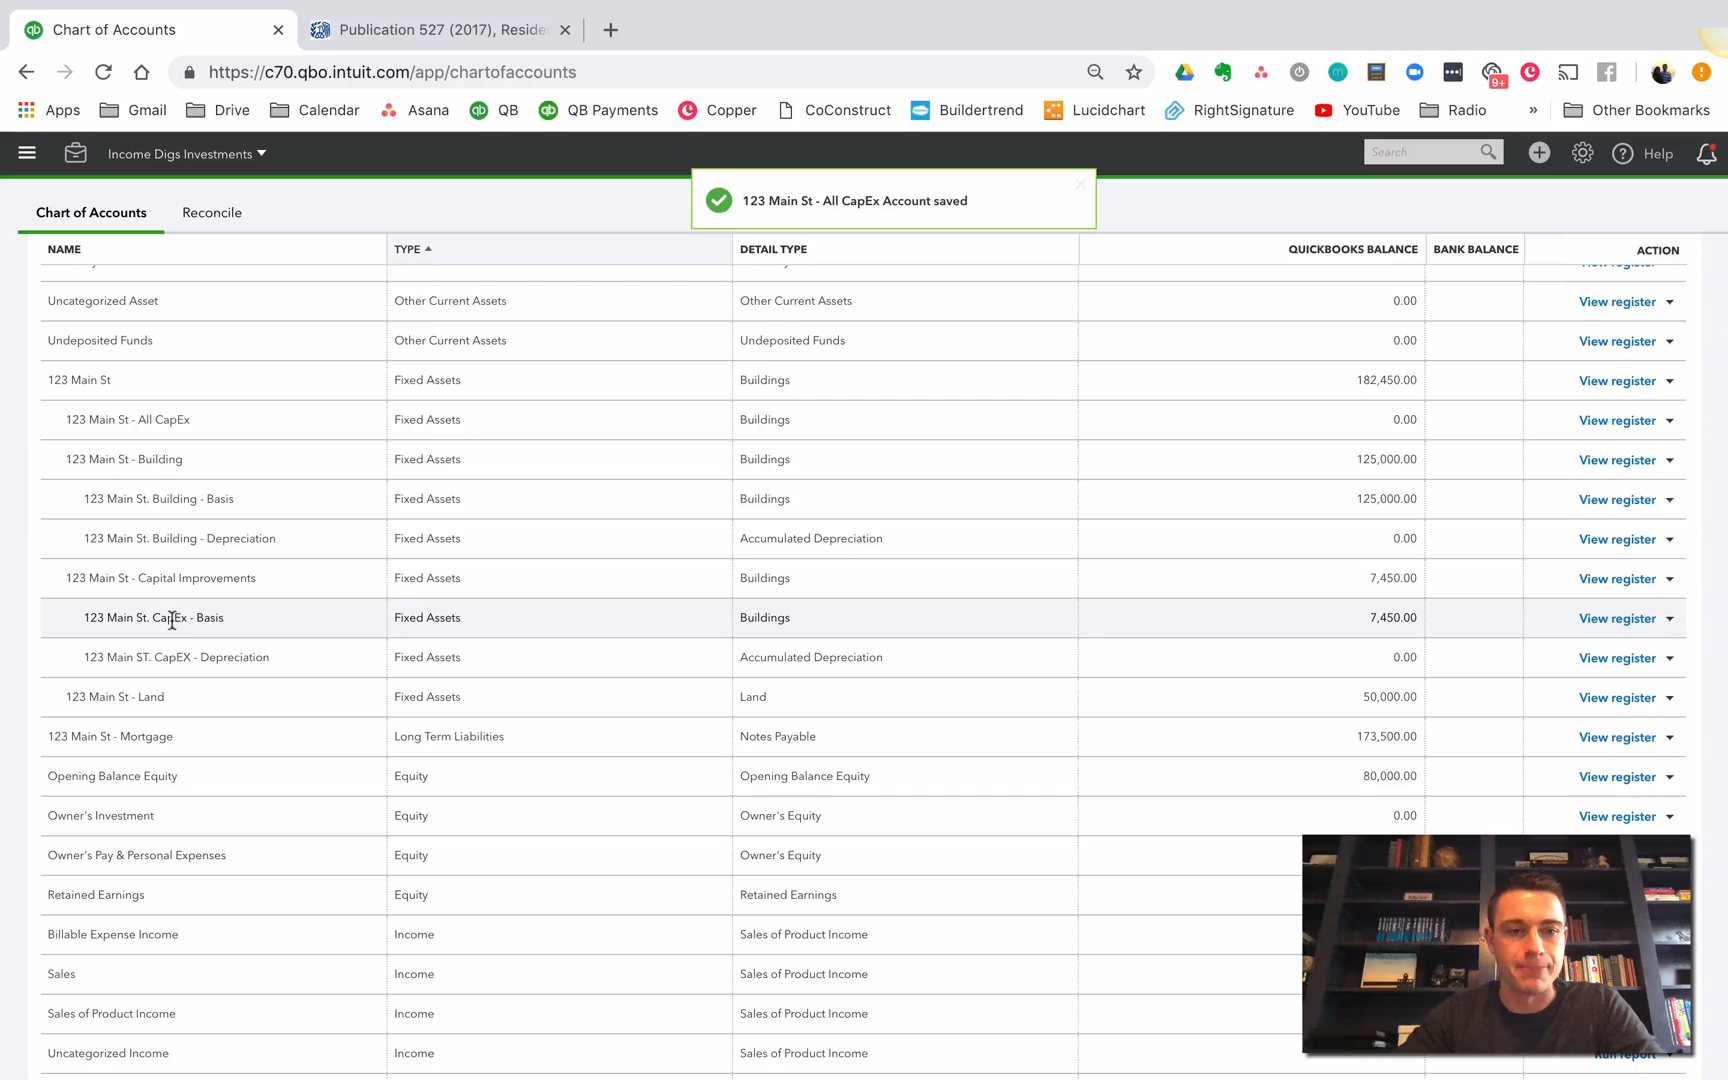 Chart of Accounts
Publication 527 (2017), Reside
https://c70.qbo.intuit.com/app/chartofaccounts
9+
Apps Gmail Drive Calendar Asana QB QB Payments Copper CoConstruct Buildertrend Lucidchart RightSignature YouTube Radio » Other Bookmarks
Income Digs Investments Search Help
123 Main St - All CapEx Account saved
Chart of Accounts Reconcile
NAME TYPE DETAIL TYPE QUICKBOOKS BALANCE BANK BALANCE ACTION
Uncategorized Asset Other Current Assets Other Current Assets 0.00 View register
Undeposited Funds Other Current Assets Undeposited Funds 0.00 View register
123 Main St Fixed Assets Buildings 182,450.00 View register
123 Main St - All CapEx Fixed Assets Buildings 0.00 View register
123 Main St - Building Fixed Assets Buildings 125,000.00 View register
123 Main St. Building - Basis Fixed Assets Buildings 125,000.00 View register
123 Main St. Building - Depreciation Fixed Assets Accumulated Depreciation 0.00 View register
123 Main St - Capital Improvements Fixed Assets Buildings 7,450.00 View register
123 Main St. CapEx - Basis Fixed Assets Buildings 7,450.00 View register
123 Main ST. CapEX - Depreciation Fixed Assets Accumulated Depreciation 0.00 View register
123 Main St - Land Fixed Assets Land 50,000.00 View register
123 Main St - Mortgage Long Term Liabilities Notes Payable 173,500.00 View register
Opening Balance Equity Equity Opening Balance Equity 80,000.00 View register
Owner's Investment Equity Owner's Equity 0.00 View register
Owner's Pay & Personal Expenses Equity Owner's Equity
Retained Earnings Equity Retained Earnings
Billable Expense Income Income Sales of Product Income
Sales Income Sales of Product Income
Sales of Product Income Income Sales of Product Income
Uncategorized Income Income Sales of Product Income Run report